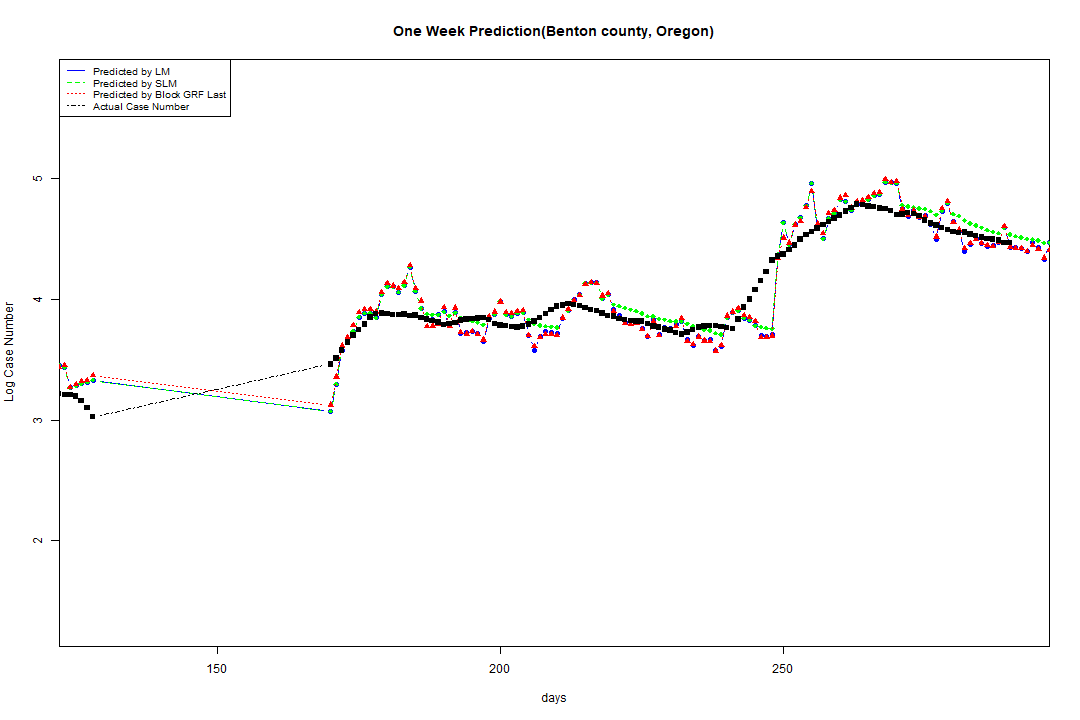 One Week Prediction(Benton county, Oregon)
Predicted by LM
Predicted by SLM
Predicted by Block GRF Last
Actual Case Number
Log Case Number
5
4
3
2
150
200
250
days